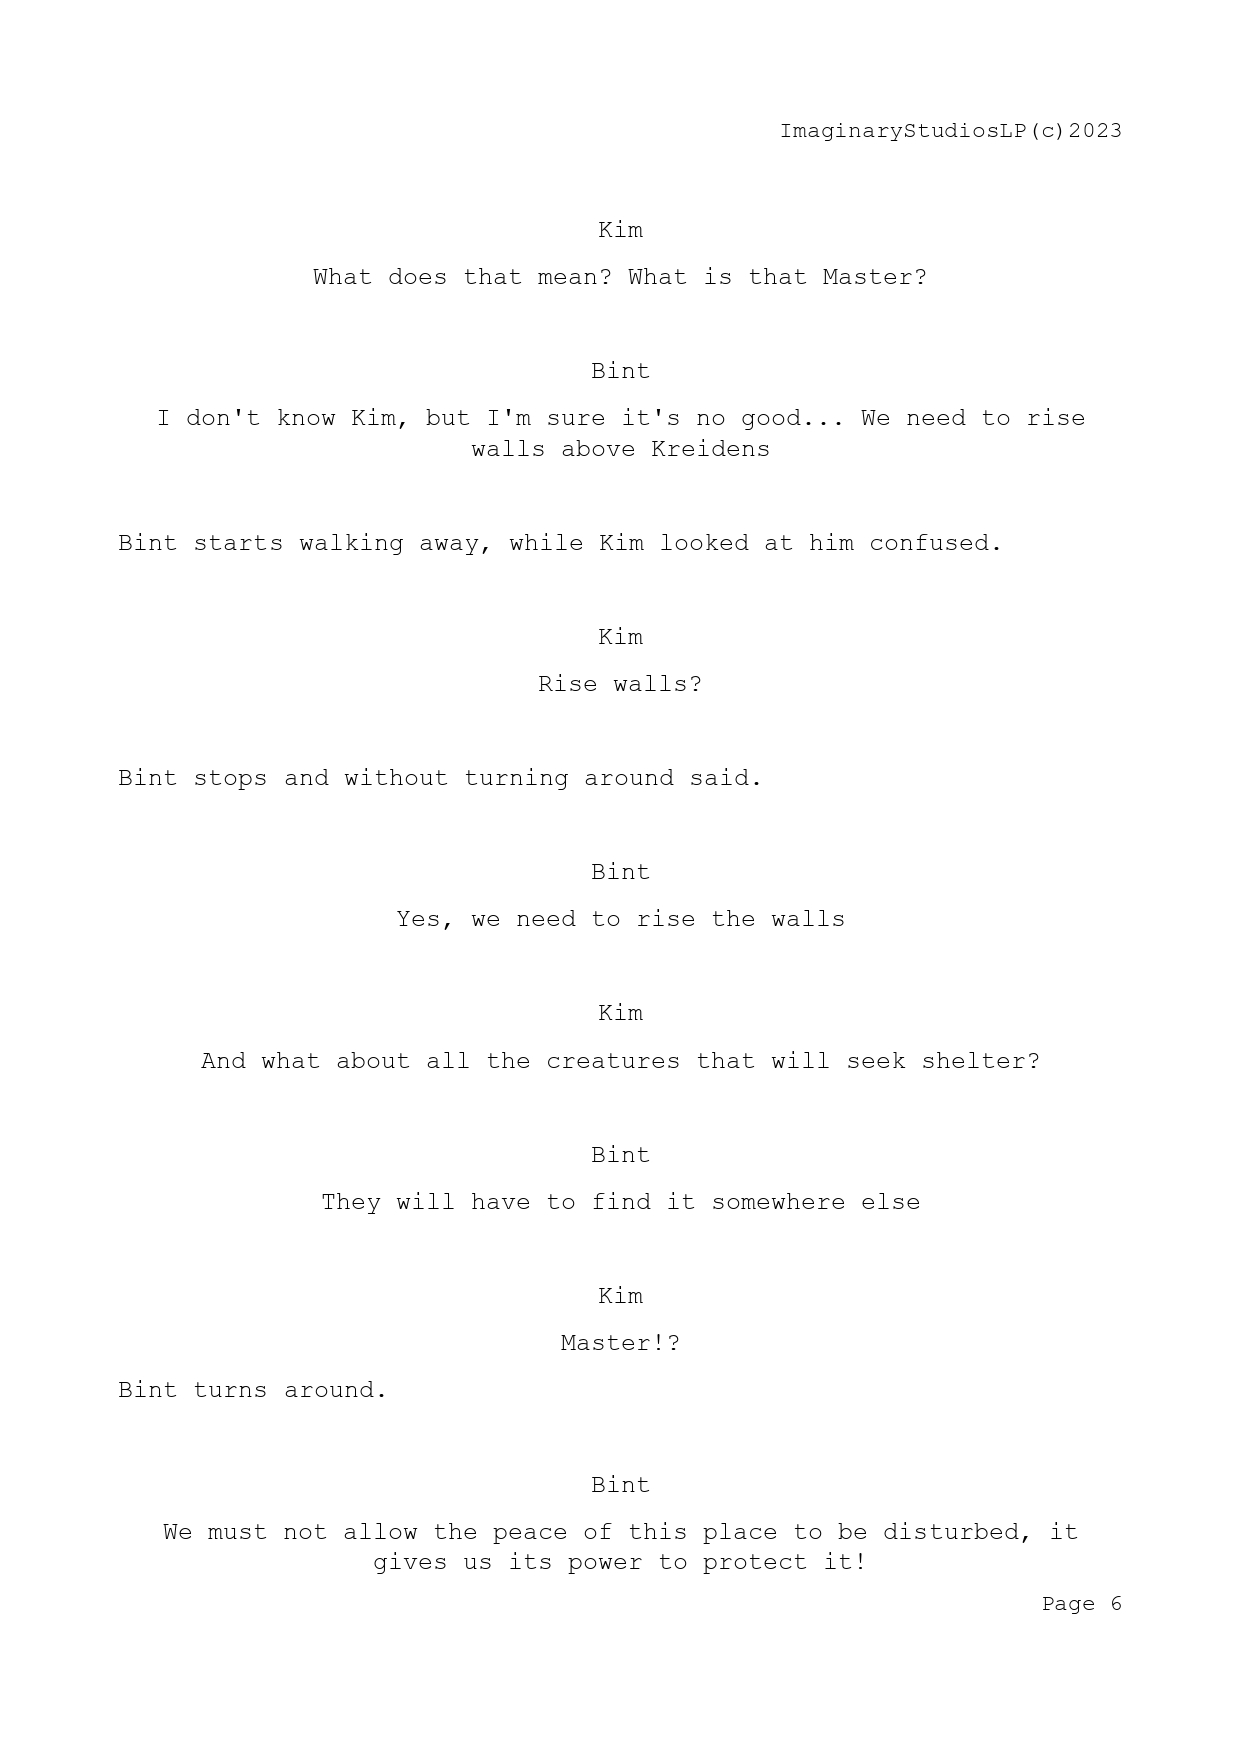 ImaginaryStudiosLP(c)2023
Kim
What does that mean? What is that Master?
Bint
I don't know Kim, but I'm sure it's no good... We need to rise
walls above Kreidens
Bint starts walking away, while Kim looked at him confused.
Kim
Rise walls?
Bint stops and without turning around said.
Bint
Yes, we need to rise the walls
Kim
And what about all the creatures that will seek shelter?
Bint
They will have to find it somewhere else
Kim
Master!?
Bint turns around.
Bint
We must not allow the peace of this place to be disturbed, it
gives us its power to protect it!
Page 6